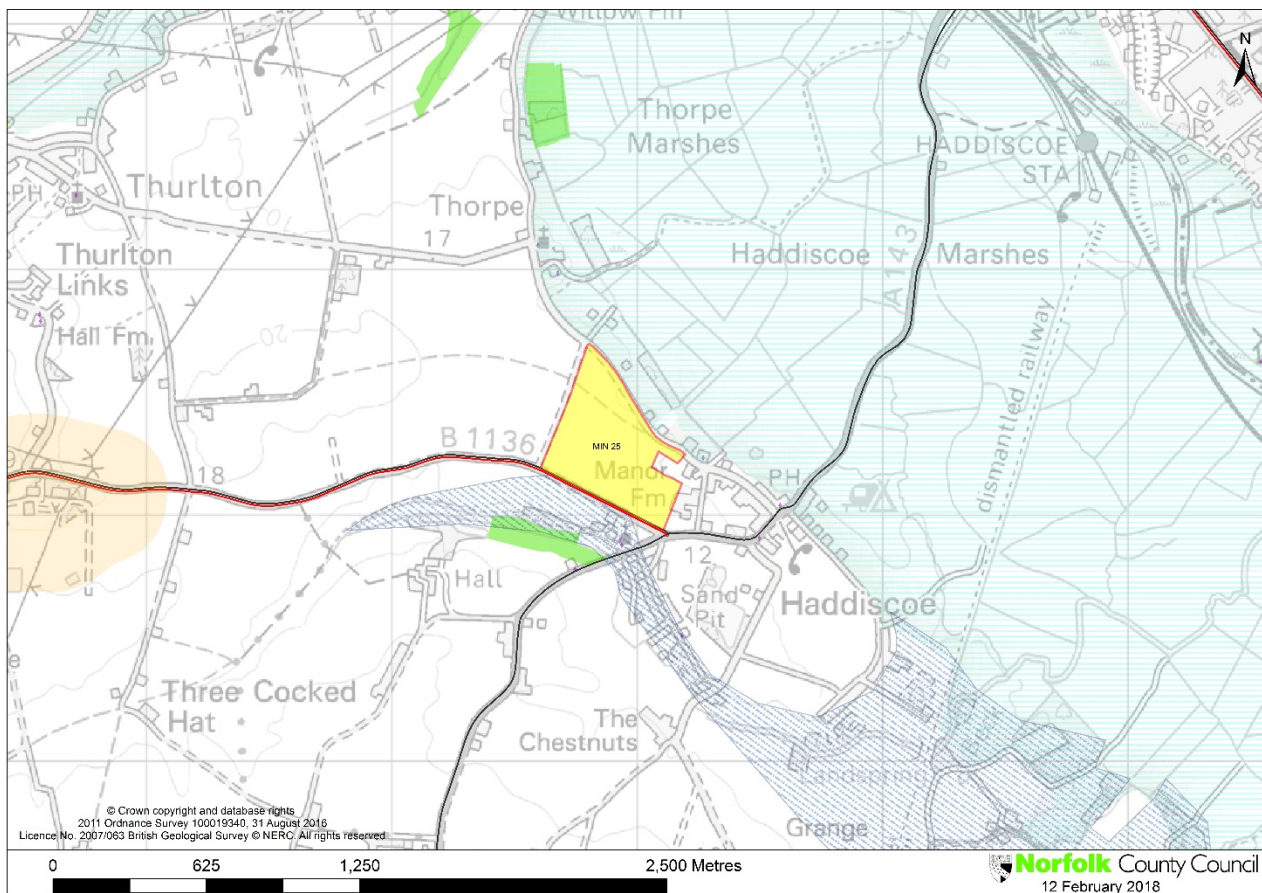 Willow Fm
N
Thorpe
Marshes
HADDISCOE
STA
PH
Thurlton
Thorpe
17
Haddiscoe
Marshes
A 143
Thurlton
Links
Hall Fm
20
10
dismantled railway
B 1136
MIN 25
Manor
Fm
PH
18
12
Hall
Sand
Pit
Haddiscoe
Three Cocked
Hat
The
Chestnuts
Landspring
Grange
© Crown copyright and database rights
2011 Ordnance Survey 100019340, 31 August 2016
Licence No. 2007/063 British Geological Survey © NERC. All rights reserved
0 625 1,250 2,500 Metres
Norfolk County Council
12 February 2018